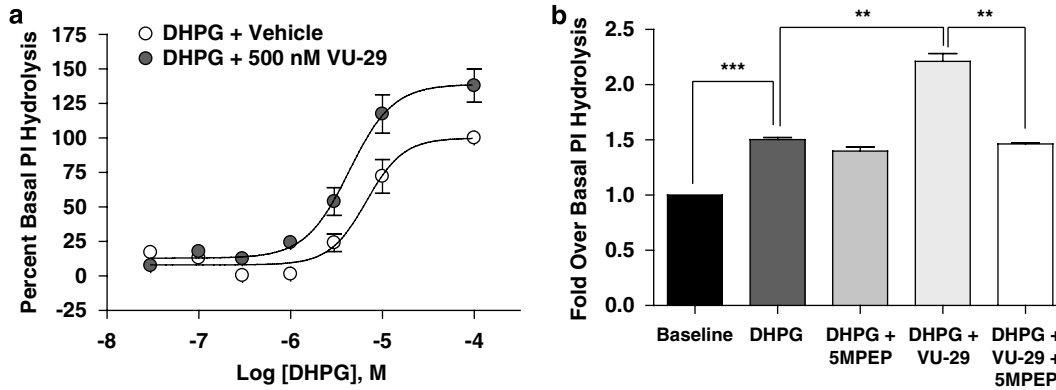 a
DHPG + Vehicle
DHPG + 500 nM VU-29
Percent Basal PI Hydrolysis
175
150
125
100
75
50
25
0
-25
-8
-7
-6
-5
-4
Log [DHPG], M
b
Fold Over Basal PI Hydrolysis
2.5
2.0
1.5
1.0
0.5
0.0
***
**
**
Baseline
DHPG
DHPG +
5MPEP
DHPG +
VU-29
DHPG +
VU-29 +
5MPEP